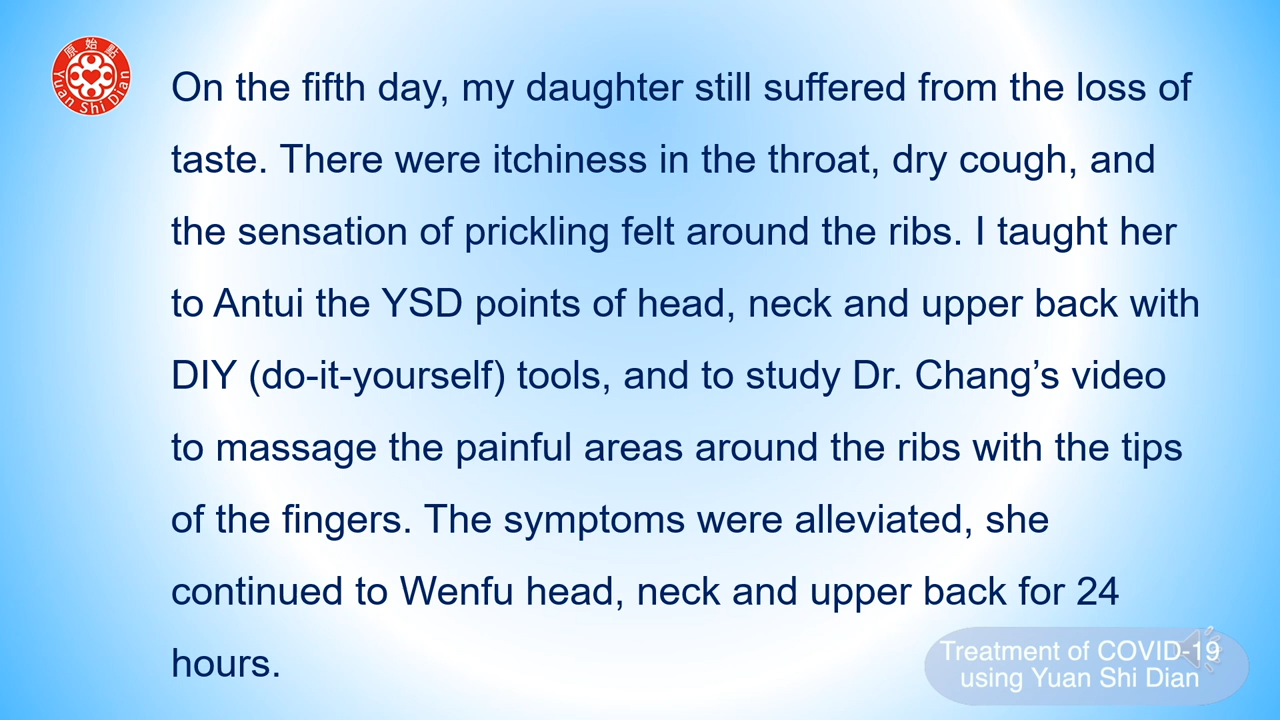 原始點
Yuan Shi Dian
On the fifth day, my daughter still suffered from the loss of
taste. There were itchiness in the throat, dry cough, and
the sensation of prickling felt around the ribs. I taught her
to Antui the YSD points of head, neck and upper back with
DIY (do-it-yourself) tools, and to study Dr. Chang’s video
to massage the painful areas around the ribs with the tips
of the fingers. The symptoms were alleviated, she
continued to Wenfu head, neck and upper back for 24
hours.
Treatment of COVID-19
using Yuan Shi Dian